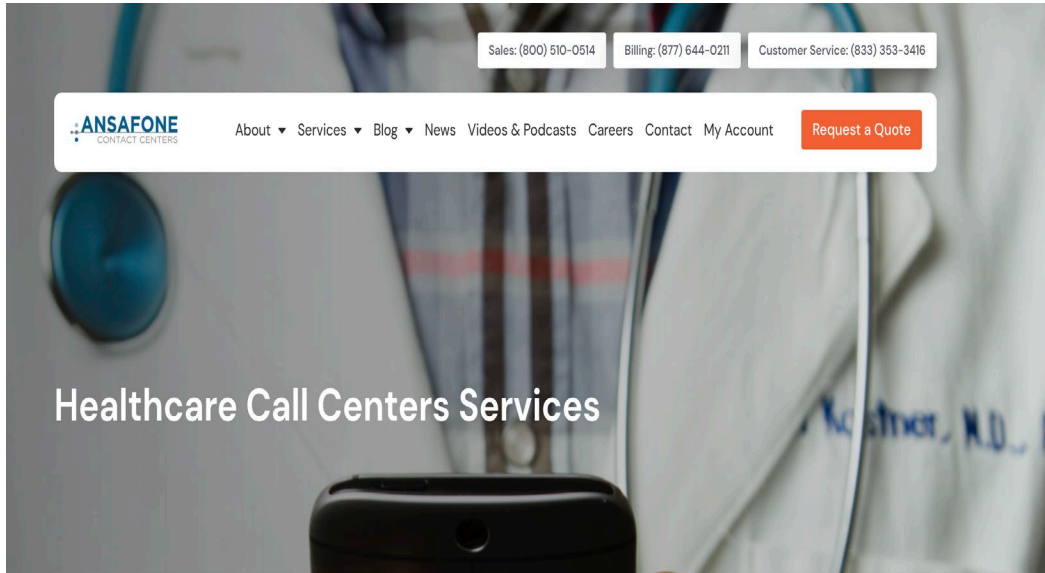 Sales: (800) 510-0514 Billing: (877) 644-0211 Customer Service: (833) 353-3416
ANSAFONE
CONTACT CENTERS
About Services Blog News Videos & Podcasts Careers Contact My Account Request a Quote
Healthcare Call Centers Services
M.D.,